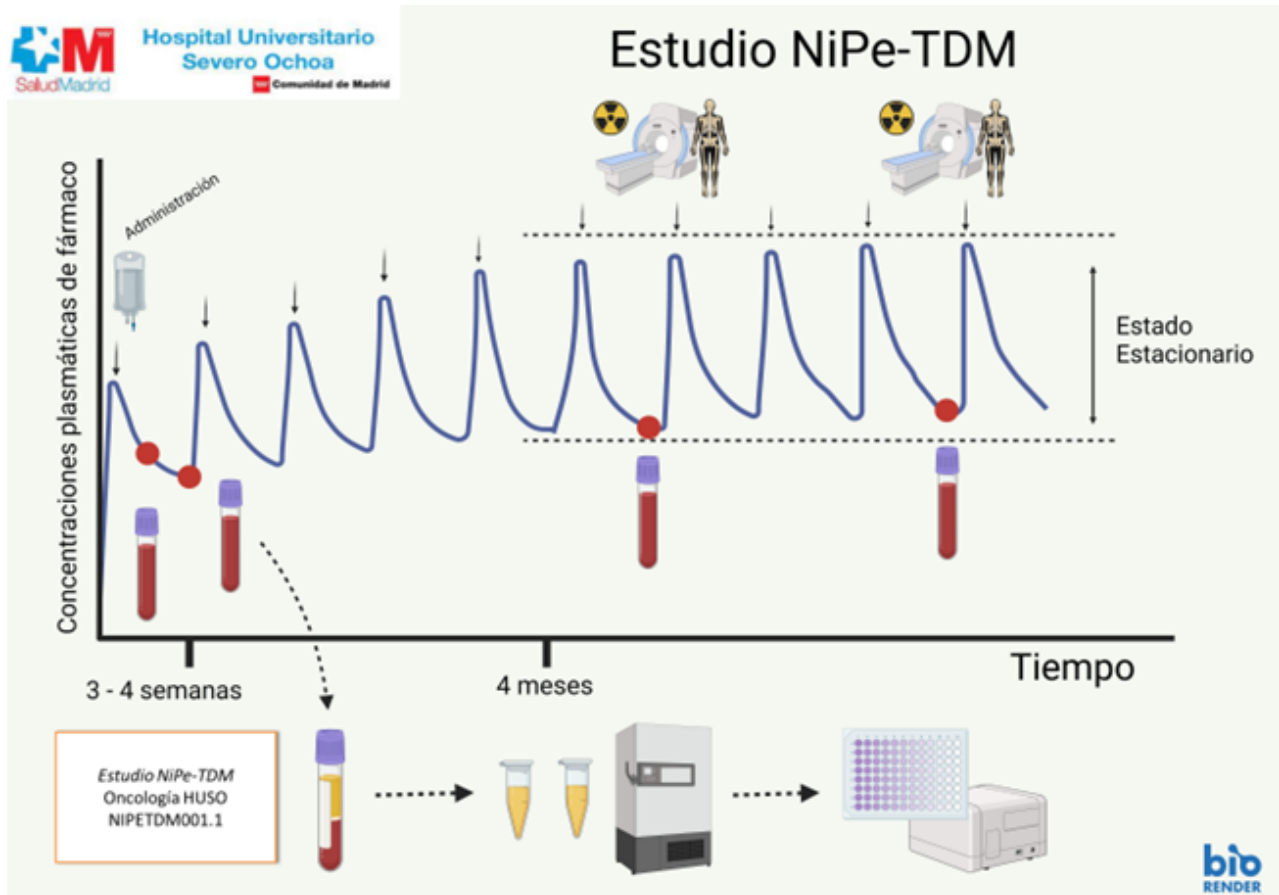 SaludMadrid
Hospital Universitario
Severo Ochoa
Comunidad de Madrid
Estudio NiPe-TDM
Concentraciones plasmáticas de fármaco
Administración
Estado
Estacionario
3 - 4 semanas
4 meses
Tiempo
Estudio NiPe-TDM
Oncología HUSO
NIPETDM001.1
bio
RENDER